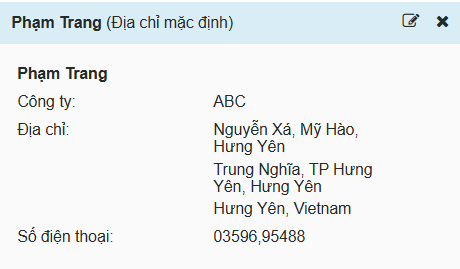 Phạm Trang (Địa chỉ mặc định)
Phạm Trang
Công ty: ABC
Địa chỉ: Nguyễn Xá, Mỹ Hào,
Hưng Yên
Trung Nghĩa, TP Hưng
Yên, Hưng Yên
Hưng Yên, Vietnam
Số điện thoại: 03596,95488